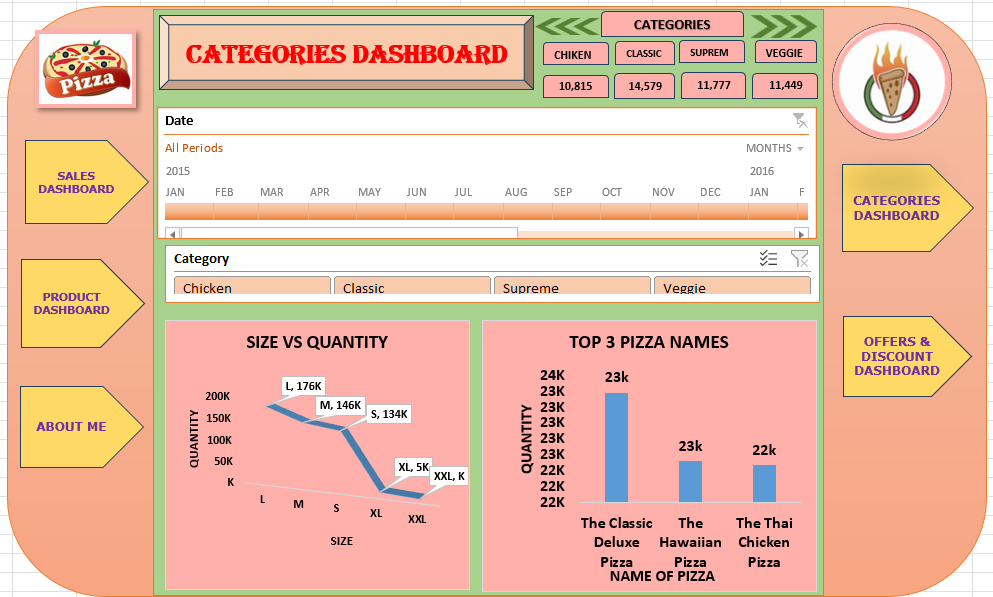 Pizza
CATEGORIES DASHBOARD
CATEGORIES
CHIKEN CLASSIC SUPREM VEGGIE
10,815 14,579 11,777 11,449
SALES
DASHBOARD
PRODUCT
DASHBOARD
ABOUT ME
Date
All Periods MONTHS
2015 2016
JAN FEB MAR APR MAY JUN JUL AUG SEP OCT NOV DEC JAN F
Category
Chicken Classic Supreme Veggie
SIZE VS QUANTITY
QUANTITY
200K
150K
100K
50K
K
L, 176K
M, 146K
S, 134K
XL, 5K
XXL, K
L M S XL XXL
SIZE
TOP 3 PIZZA NAMES
QUANTITY
24K
23K
23K
23K
23K
23K
22K
22K
22K
23k
23k
22k
The Classic
Deluxe
Pizza
The
Hawaiian
Pizza
The Thai
Chicken
Pizza
NAME OF PIZZA
CATEGORIES
DASHBOARD
OFFERS &
DISCOUNT
DASHBOARD